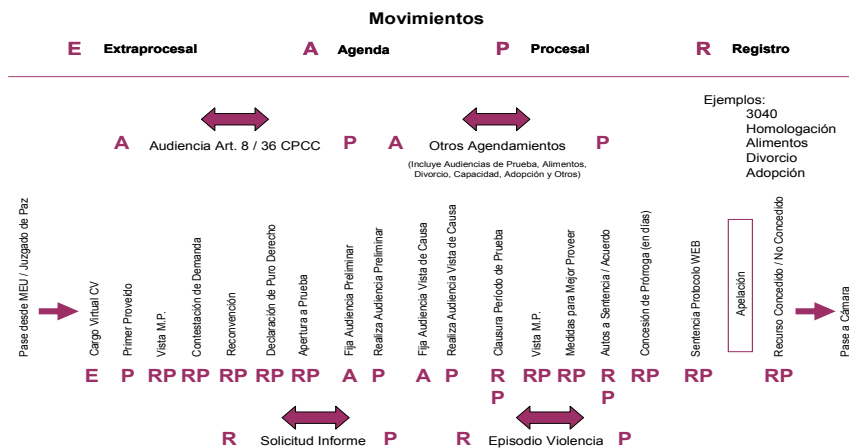 Movimientos
E Extraprocesal A Agenda P Procesal R Registro
Ejemplos:
3040
Homologación
Alimentos
Divorcio
Adopción
A Audiencia Art. 8 / 36 CPCC P
A Otros Agendamientos P
(Incluye Audiencias de Prueba, Alimentos,
Divorcio, Capacidad, Adopción y Otros)
Pase desde MEU / Juzgado de Paz
Cargo Virtual CV
Primer Proveído
Vista M.P.
Contestación de Demanda
Reconvención
Declaración de Puro Derecho
Apertura a Prueba
Fija Audiencia Preliminar
Realiza Audiencia Preliminar
Fija Audiencia Vista de Causa
Realiza Audiencia Vista de Causa
Clausura Período de Prueba
Vista M.P.
Medidas para Mejor Proveer
Autos a Sentencia / Acuerdo
Concesión de Prórroga (en días)
Sentencia Protocolo WEB
Apelación
Recurso Concedido / No Concedido
Pase a Cámara
E P RP RP RP RP RP A P A P R RP RP R RP RP RP
P P
R Solicitud Informe P R Episodio Violencia P